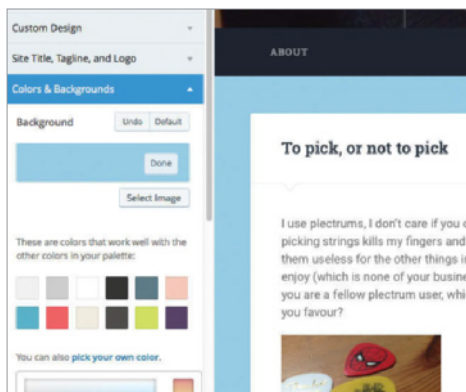 Custom Design
Site Title, Tagline, and Logo
Colors & Backgrounds
Background
Undo
Default
Done
Select Image
These are colors that work well with the
other colors in your palette:
You can also pick your own color.
ABOUT
To pick, or not to pick
I use plectrums, I don't care if you
picking strings kills my fingers and
them useless for the other things
enjoy (which is none of your
you are a fellow plectrum user,
you favour?